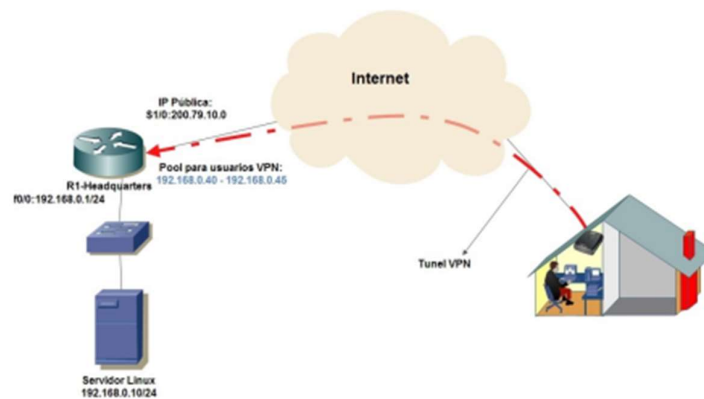 Internet
IP Pública:
S1/0:200.79.10.0
Pool para usuarios VPN:
192.168.0.40 - 192.168.0.45
R1-Headquarters
f0/0:192.168.0.1/24
Tunel VPN
Servidor Linux
192.168.0.10/24